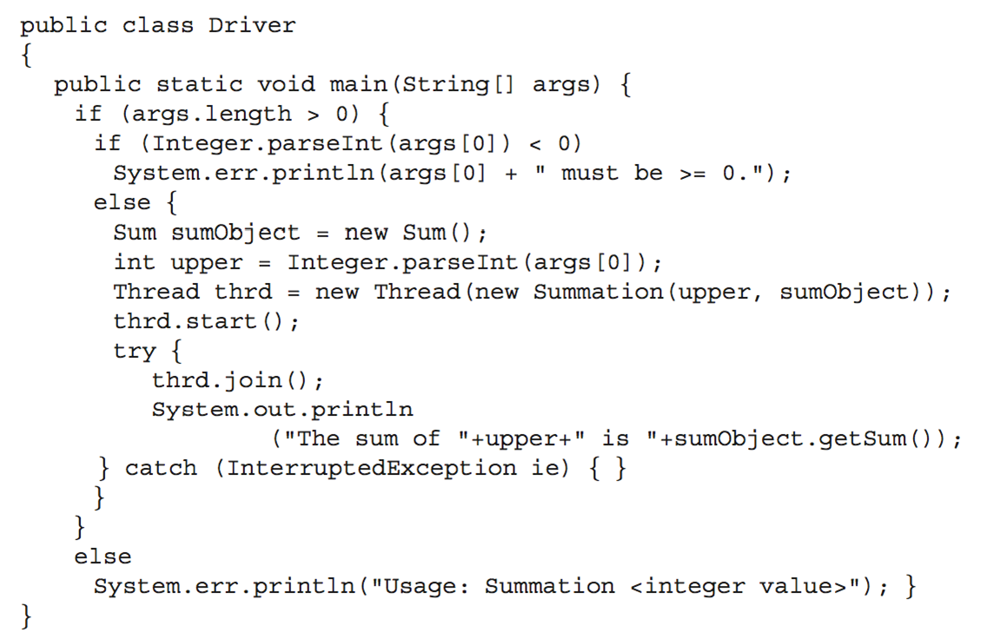 public class Driver
{
public static void main(String[] args) {
if (args.length > 0) {
if (Integer.parseInt(args[0]) < 0)
System.err.println(args[0] + " must be >= 0.");
else {
Sum sumObject = new Sum();
int upper = Integer.parseInt(args[0]);
Thread thrd = new Thread(new Summation(upper, sumObject));
thrd.start();
try {
thrd.join();
System.out.println
("The sum of "+upper+" is "+sumObject.getSum());
} catch (InterruptedException ie) { }
}
}
else
System.err.println("Usage: Summation <integer value>"); }
}